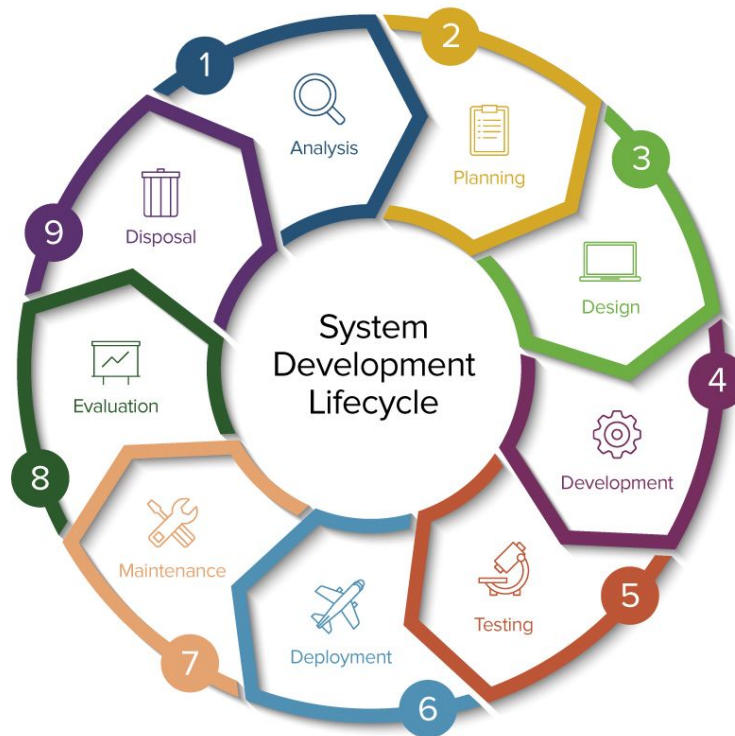 System
Development
Lifecycle
1
Analysis
2
Planning
3
Design
4
Development
5
Testing
6
Deployment
7
Maintenance
8
Evaluation
9
Disposal